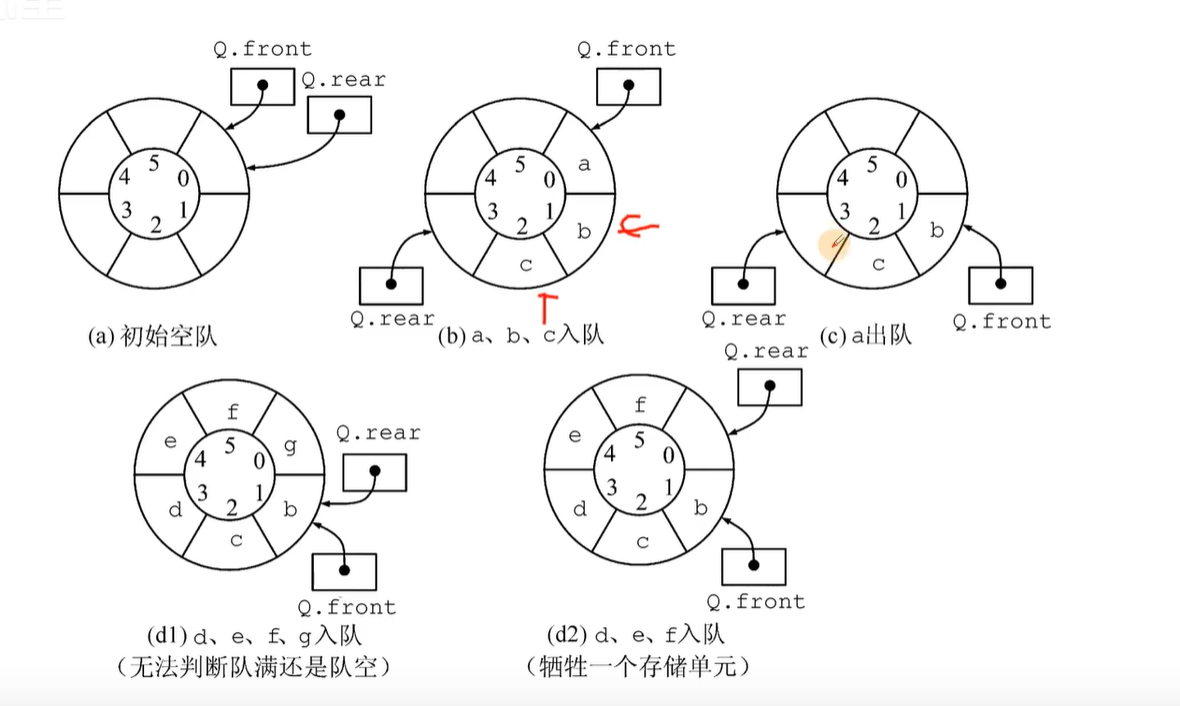 Q.front
Q.rear
5
4
0
3
1
2
(a)初始空队
Q.front
a
5
4
0
3
1
2
b
c
Q.rear
(b)a、b、c入队
5
4
0
3
1
2
b
c
Q.rear
Q.front
(c)a出队
f
e
g
5
4
0
3
1
2
d
b
c
Q.rear
Q.front
(d1)d、e、f、g入队
(无法判断队满还是队空)
Q.rear
f
e
5
4
0
3
1
2
d
b
c
Q.front
(d2)d、e、f入队
(牺牲一个存储单元)